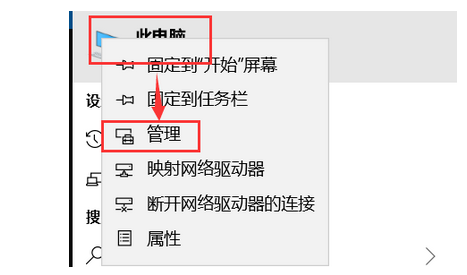 此电脑
固定到"开始"屏幕
设
固定到任务栏
管理
映射网络驱动器
断开网络驱动器的连接
搜
属性